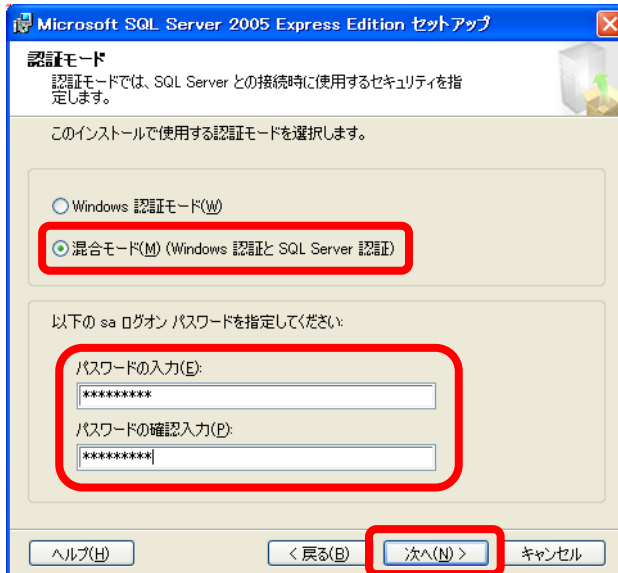 Microsoft SQL Server 2005 Express Edition セットアップ
認証モード
認証モードでは、SQL Server との接続時に使用するセキュリティを指
定します。
このインストールで使用する認証モードを選択します。
Windows 認証モード(W)
混合モード(M) (Windows 認証と SQL Server 認証)
以下の sa ログオン パスワードを指定してください:
パスワードの入力(E):
*********
パスワードの確認入力(P):
*********
ヘルプ(H)
< 戻る(B)
次へ(N) >
キャンセル